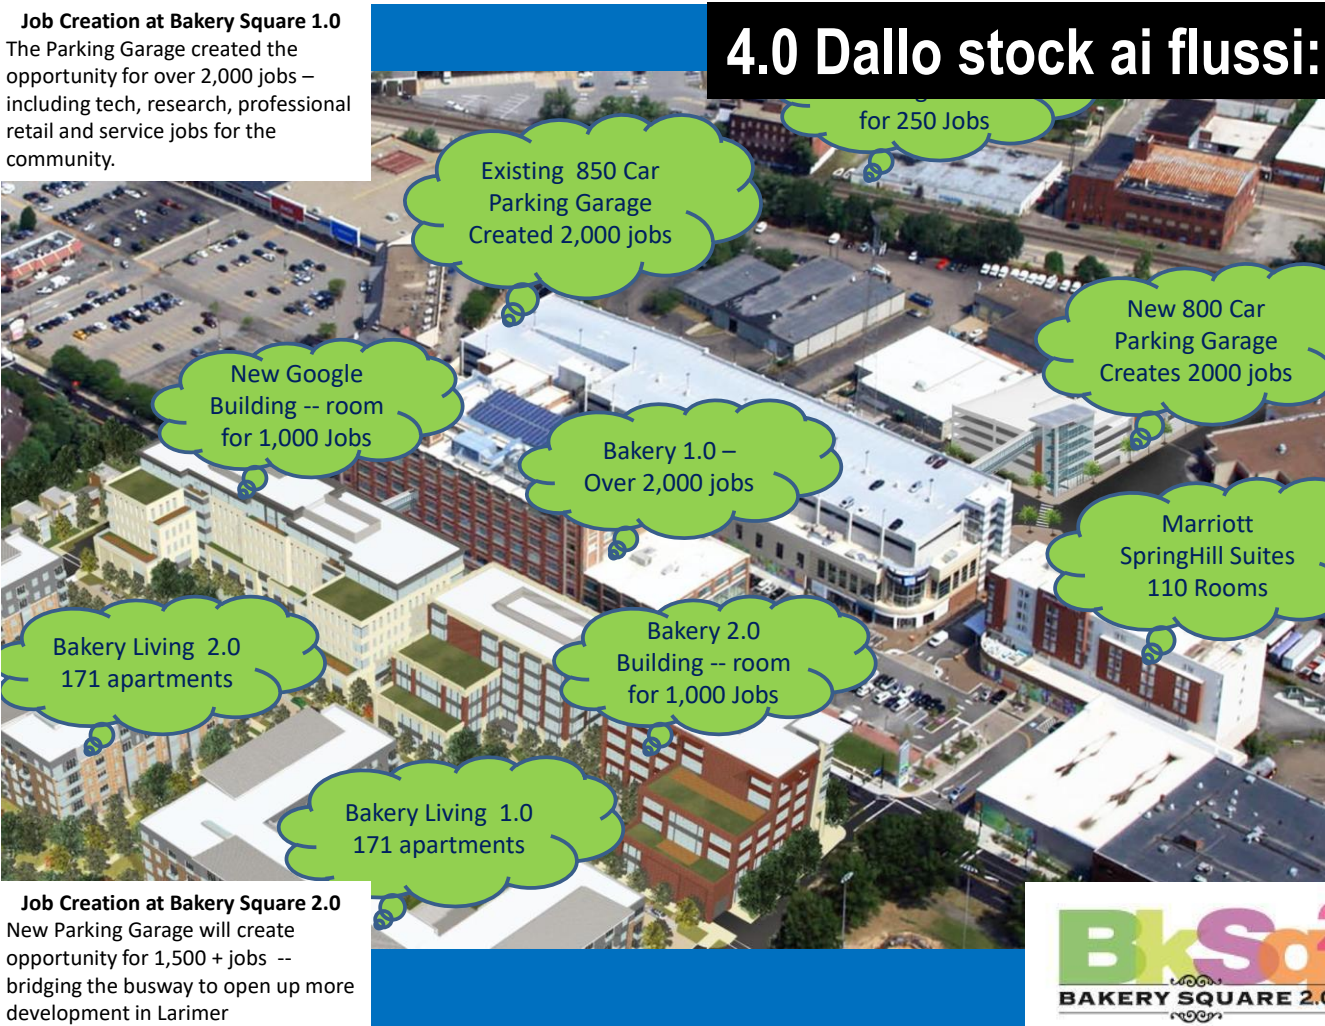 Job Creation at Bakery Square 1.0
The Parking Garage created the
opportunity for over 2,000 jobs –
including tech, research, professional
retail and service jobs for the
community.
4.0 Dallo stock ai flussi:
for 250 Jobs
Existing 850 Car
Parking Garage
Created 2,000 jobs
New 800 Car
Parking Garage
Creates 2000 jobs
New Google
Building -- room
for 1,000 Jobs
Bakery 1.0 –
Over 2,000 jobs
Marriott
SpringHill Suites
110 Rooms
Bakery Living 2.0
171 apartments
Bakery 2.0
Building -- room
for 1,000 Jobs
Bakery Living 1.0
171 apartments
Job Creation at Bakery Square 2.0
New Parking Garage will create
opportunity for 1,500 + jobs --
bridging the busway to open up more
development in Larimer
BkSq2
BAKERY SQUARE 2.0